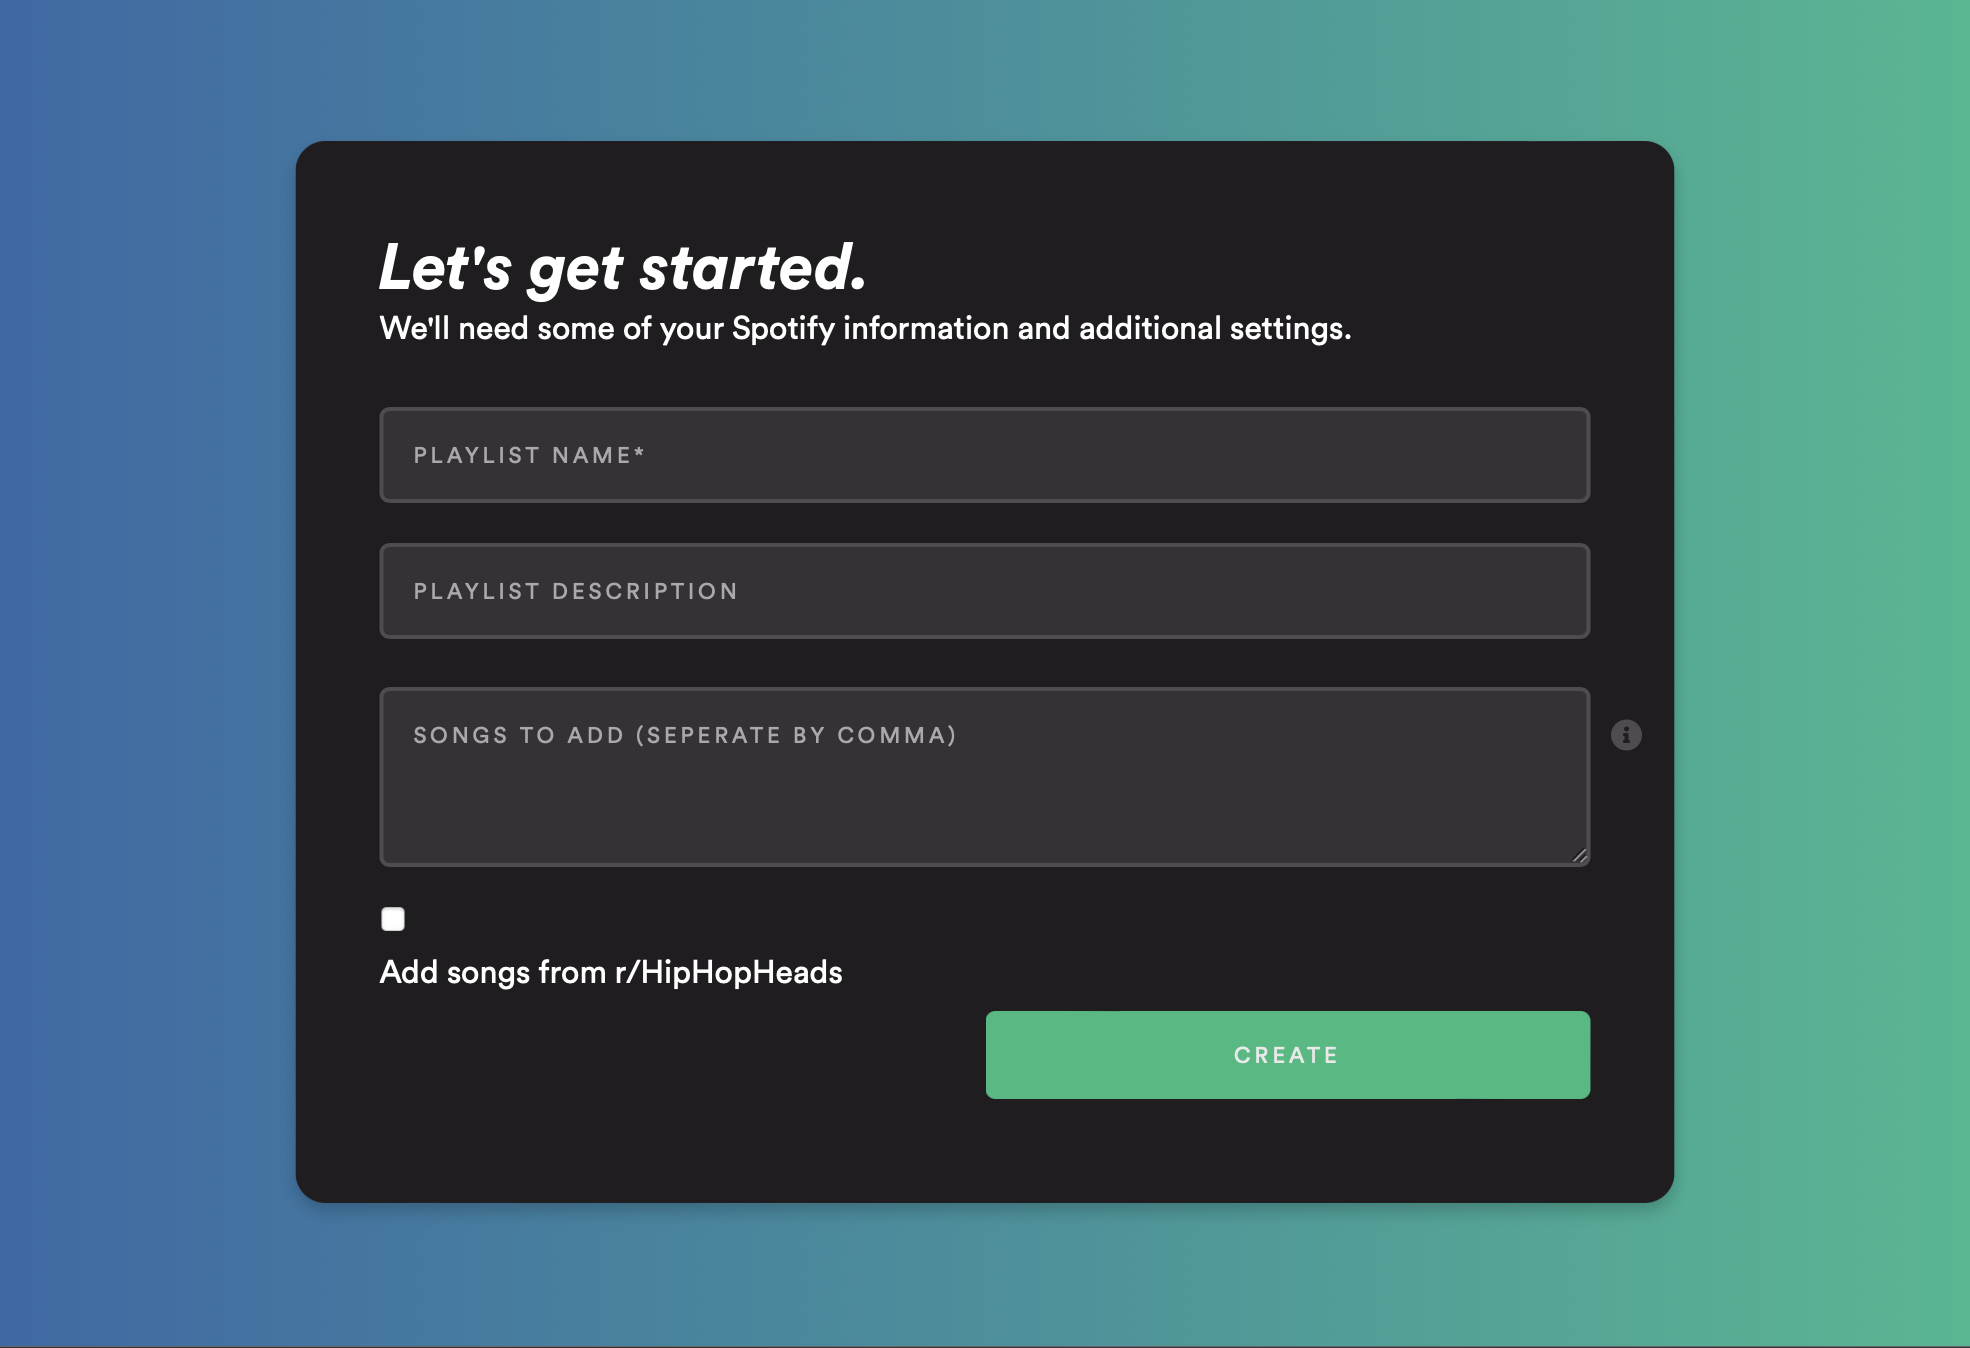 Let's get started.
We'll need some of your Spotify information and additional settings.
PLAYLIST NAME*
PLAYLIST DESCRIPTION
SONGS TO ADD (SEPERATE BY COMMA)
Add songs from r/HipHopHeads
CREATE